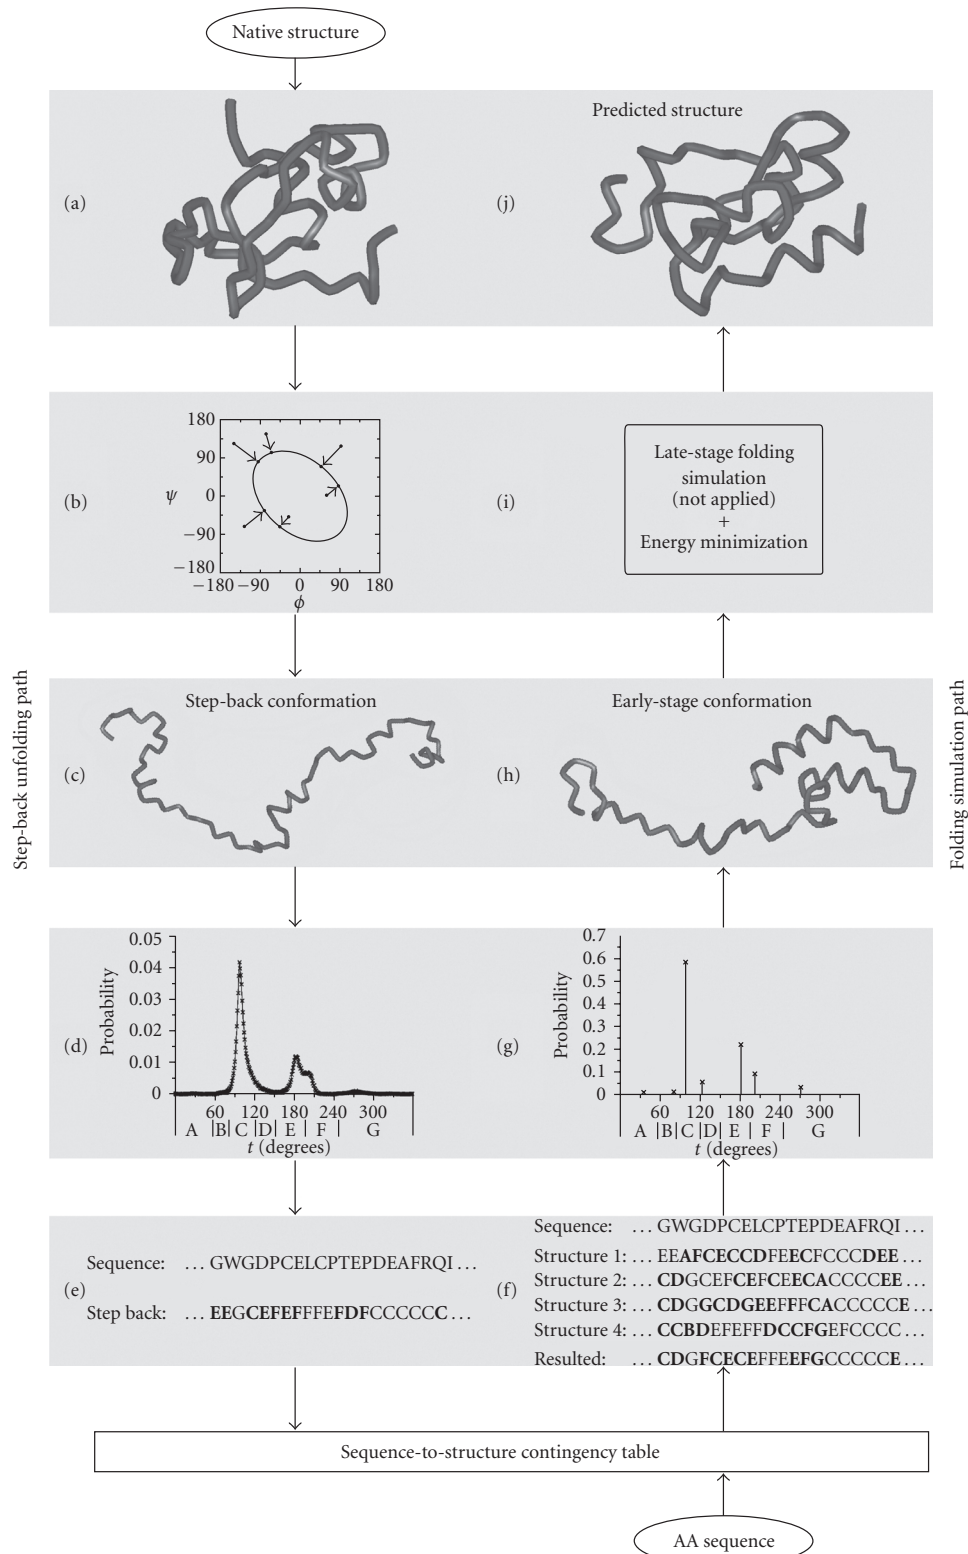 Native structure
Predicted structure
(a)
(j)
180
90
ψ
0
−90
−180
−180 −90 0 90 180
ϕ
(b)
(i)
Late-stage folding
simulation
(not applied)
+
Energy minimization
Step-back unfolding path
Folding simulation path
Step-back conformation
Early-stage conformation
(c)
(h)
(d)
Probability
0.05
0.04
0.03
0.02
0.01
0
60 120 180 240 300
A B C D E F G
t (degrees)
(g)
Probability
0.7
0.6
0.5
0.4
0.3
0.2
0.1
0
60 120 180 240 300
A B C D E F G
t (degrees)
(e)
Sequence: ... GWGDPCELCPTEPDEAFRQI ...
Step back: ... EEGCEFEFFFEFDFCCCCCC ...
(f)
Sequence: ... GWGDPCELCPTEPDEAFRQI ...
Structure 1: ... EEAFCECCDFEECFCCCDEE ...
Structure 2: ... CDGCEFCEFCEECACCCCEE ...
Structure 3: ... CDGGCDGEEFFFCACCCCCE ...
Structure 4: ... CCBDEFEFFDCCFGEFCCCC ...
Resulted: ... CDGFCECEFFEEFGCCCCCE ...
Sequence-to-structure contingency table
AA sequence